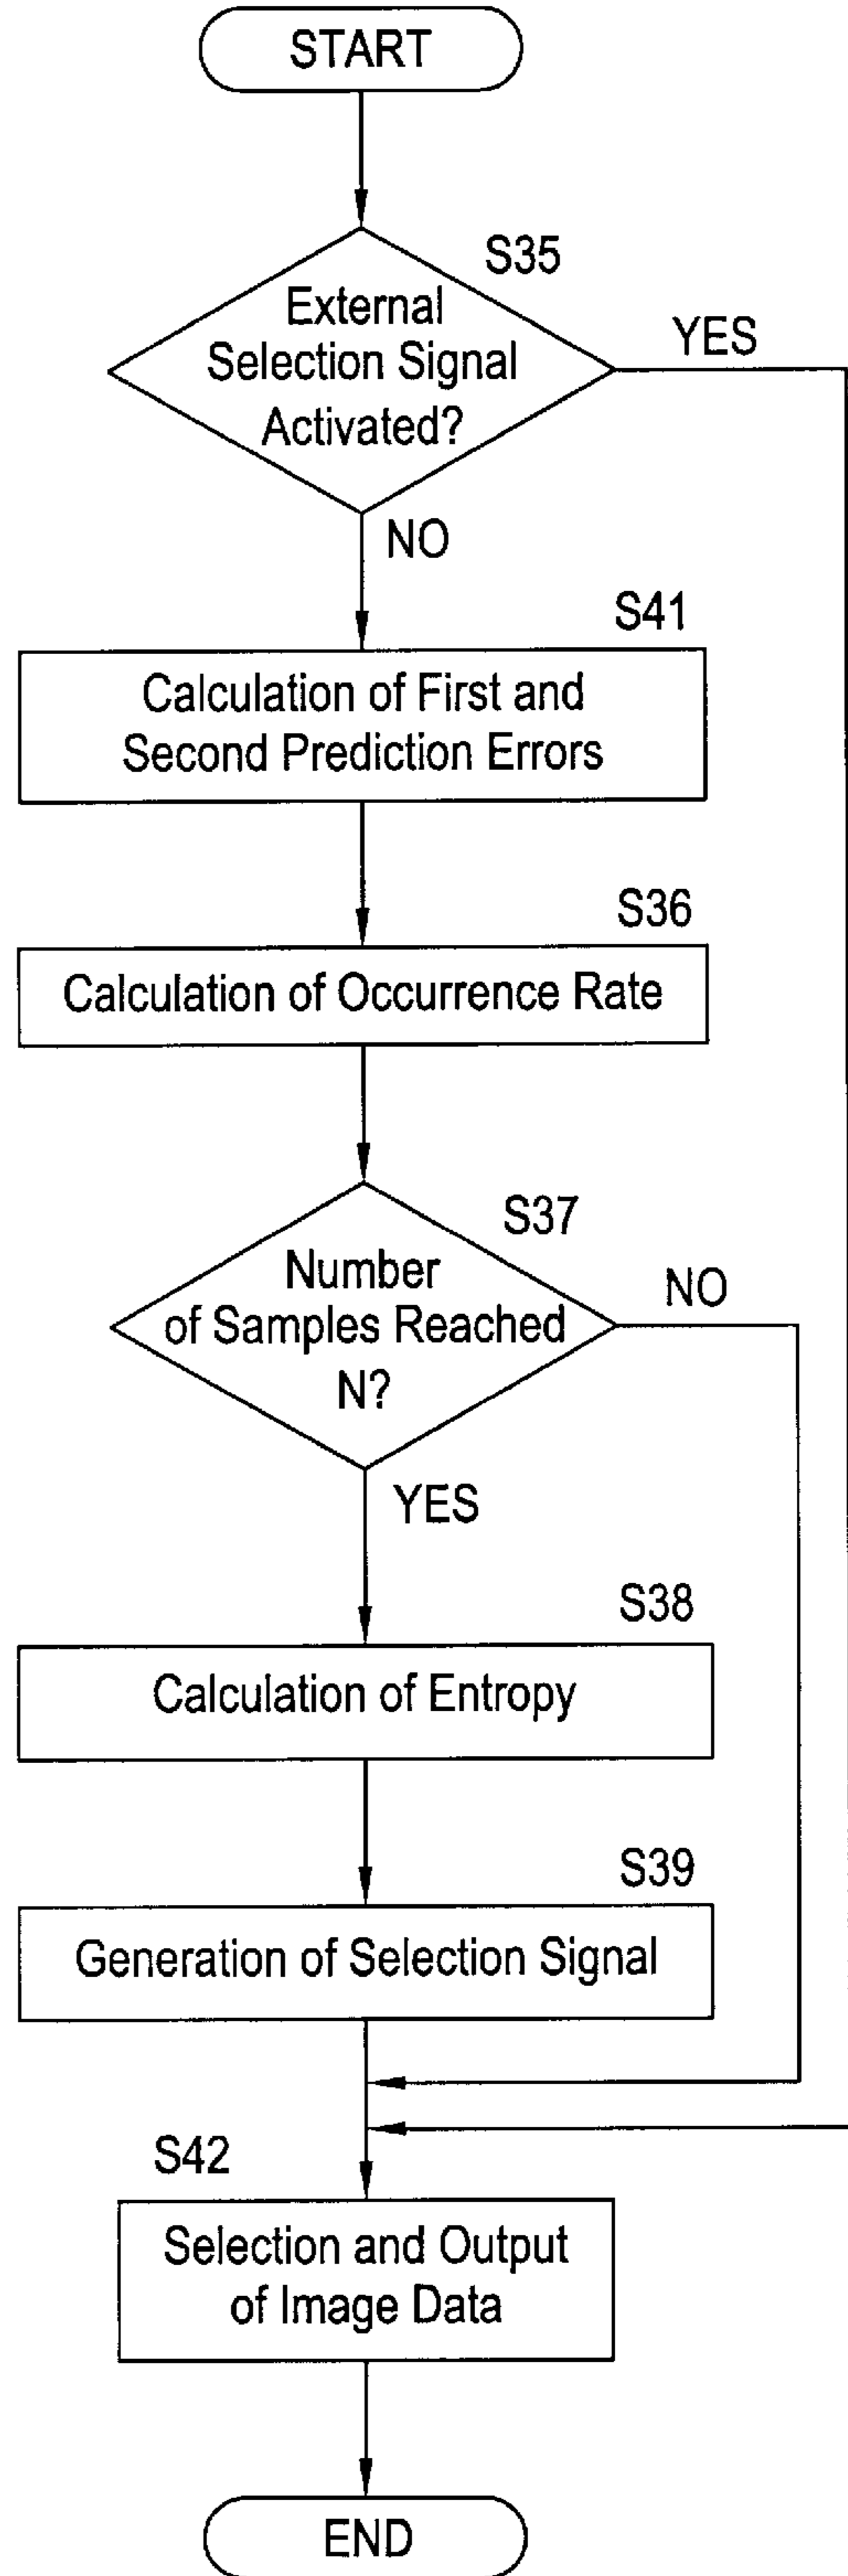 START
S35
External
Selection Signal
Activated?
YES
NO
S41
Calculation of First and
Second Prediction Errors
S36
Calculation of Occurrence Rate
S37
Number
of Samples Reached
N?
NO
YES
S38
Calculation of Entropy
S39
Generation of Selection Signal
S42
Selection and Output
of Image Data
END